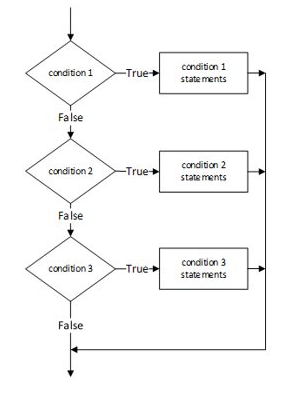 condition 1
True
condition 1
statements
False
condition 2
True
condition 2
statements
False
condition 3
True
condition 3
statements
False